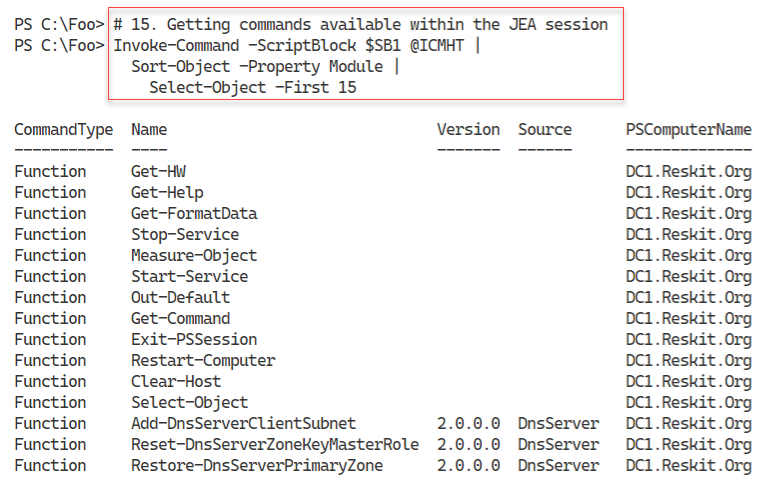 PS C:\Foo> # 15. Getting commands available within the JEA session
PS C:\Foo> Invoke-Command -ScriptBlock $SB1 @ICMHT |
Sort-Object -Property Module |
Select-Object -First 15
CommandType Name Version Source PSComputerName
----------- ---- ------- ------ --------------
Function Get-HW DC1.Reskit.Org
Function Get-Help DC1.Reskit.Org
Function Get-FormatData DC1.Reskit.Org
Function Stop-Service DC1.Reskit.Org
Function Measure-Object DC1.Reskit.Org
Function Start-Service DC1.Reskit.Org
Function Out-Default DC1.Reskit.Org
Function Get-Command DC1.Reskit.Org
Function Exit-PSSession DC1.Reskit.Org
Function Restart-Computer DC1.Reskit.Org
Function Clear-Host DC1.Reskit.Org
Function Select-Object DC1.Reskit.Org
Function Add-DnsServerClientSubnet 2.0.0.0 DnsServer DC1.Reskit.Org
Function Reset-DnsServerZoneKeyMasterRole 2.0.0.0 DnsServer DC1.Reskit.Org
Function Restore-DnsServerPrimaryZone 2.0.0.0 DnsServer DC1.Reskit.Org